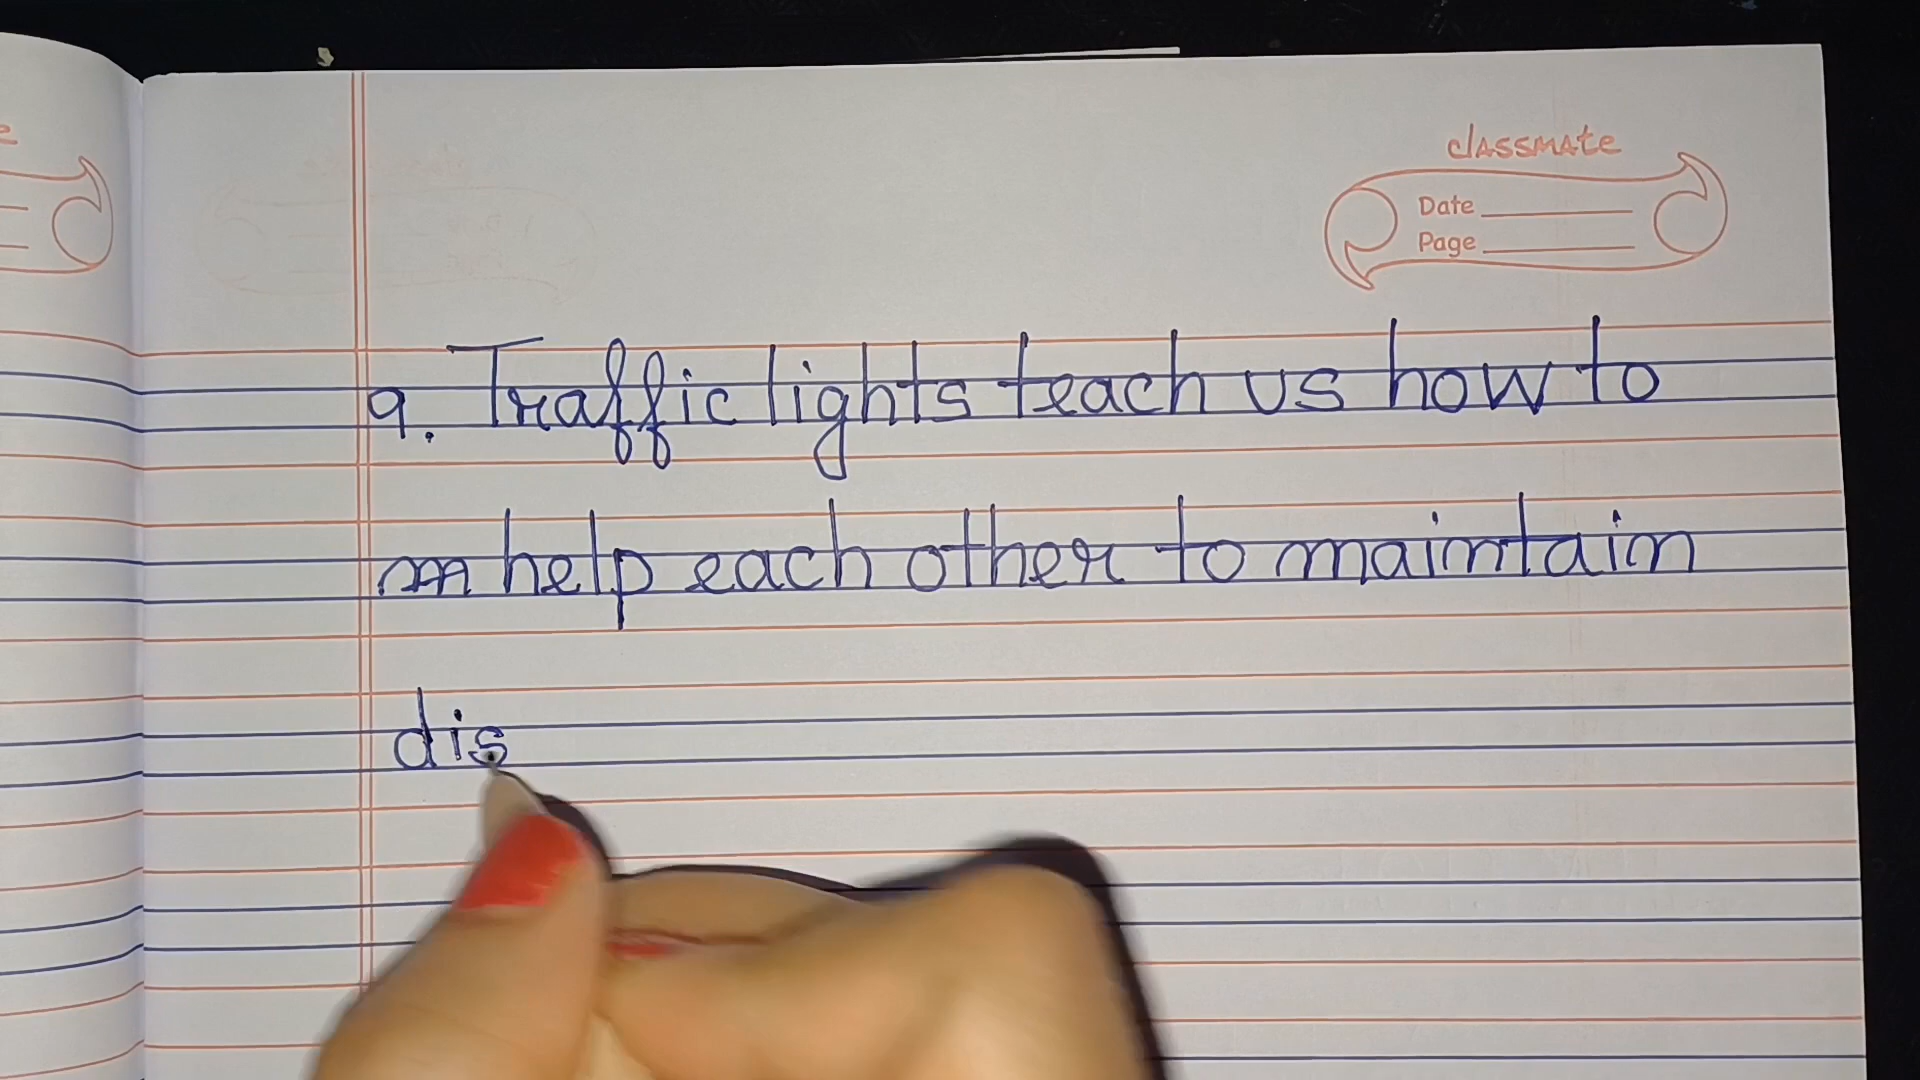 classmate
Date
Page
9. Traffic lights teach us how to
help each other to maintain
dis